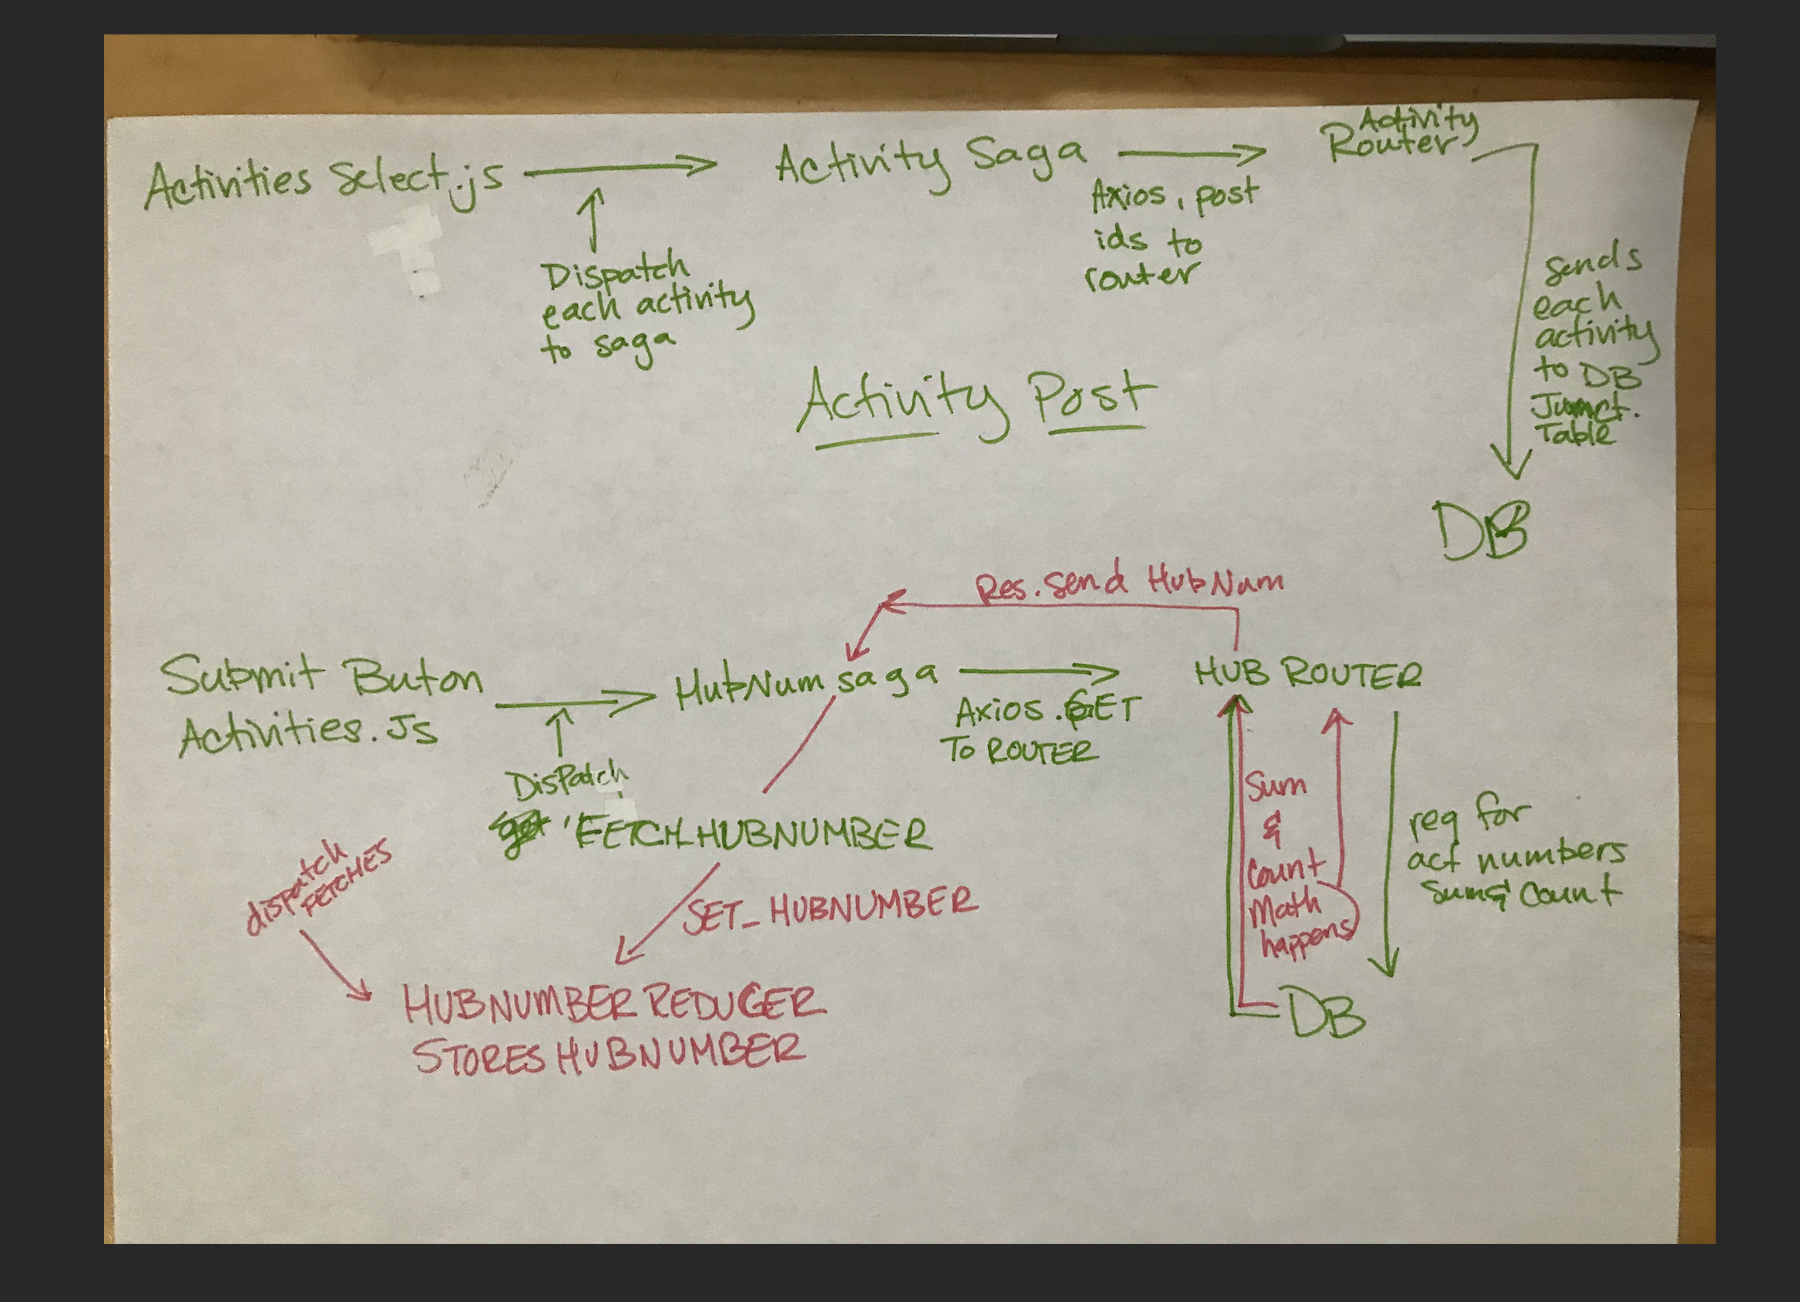 Activities Select.js
Activity Saga
Activity
Router
Dispatch
each activity
to saga
Axios. post
ids to
router
sends
each
activity
to DB
Junct.
Table
Activity Post
DB
Res.send HubNum
Submit Buton
Activities.Js
HubNum saga
HUB ROUTER
Axios.GET
To ROUTER
Dispatch
'FETCH_HUBNUMBER
dispatch
FETCHES
SET_HUBNUMBER
HUBNUMBER REDUCER
STORES HUBNUMBER
Sum
&
Count
Math
happens
req for
act numbers
Sum & Count
DB